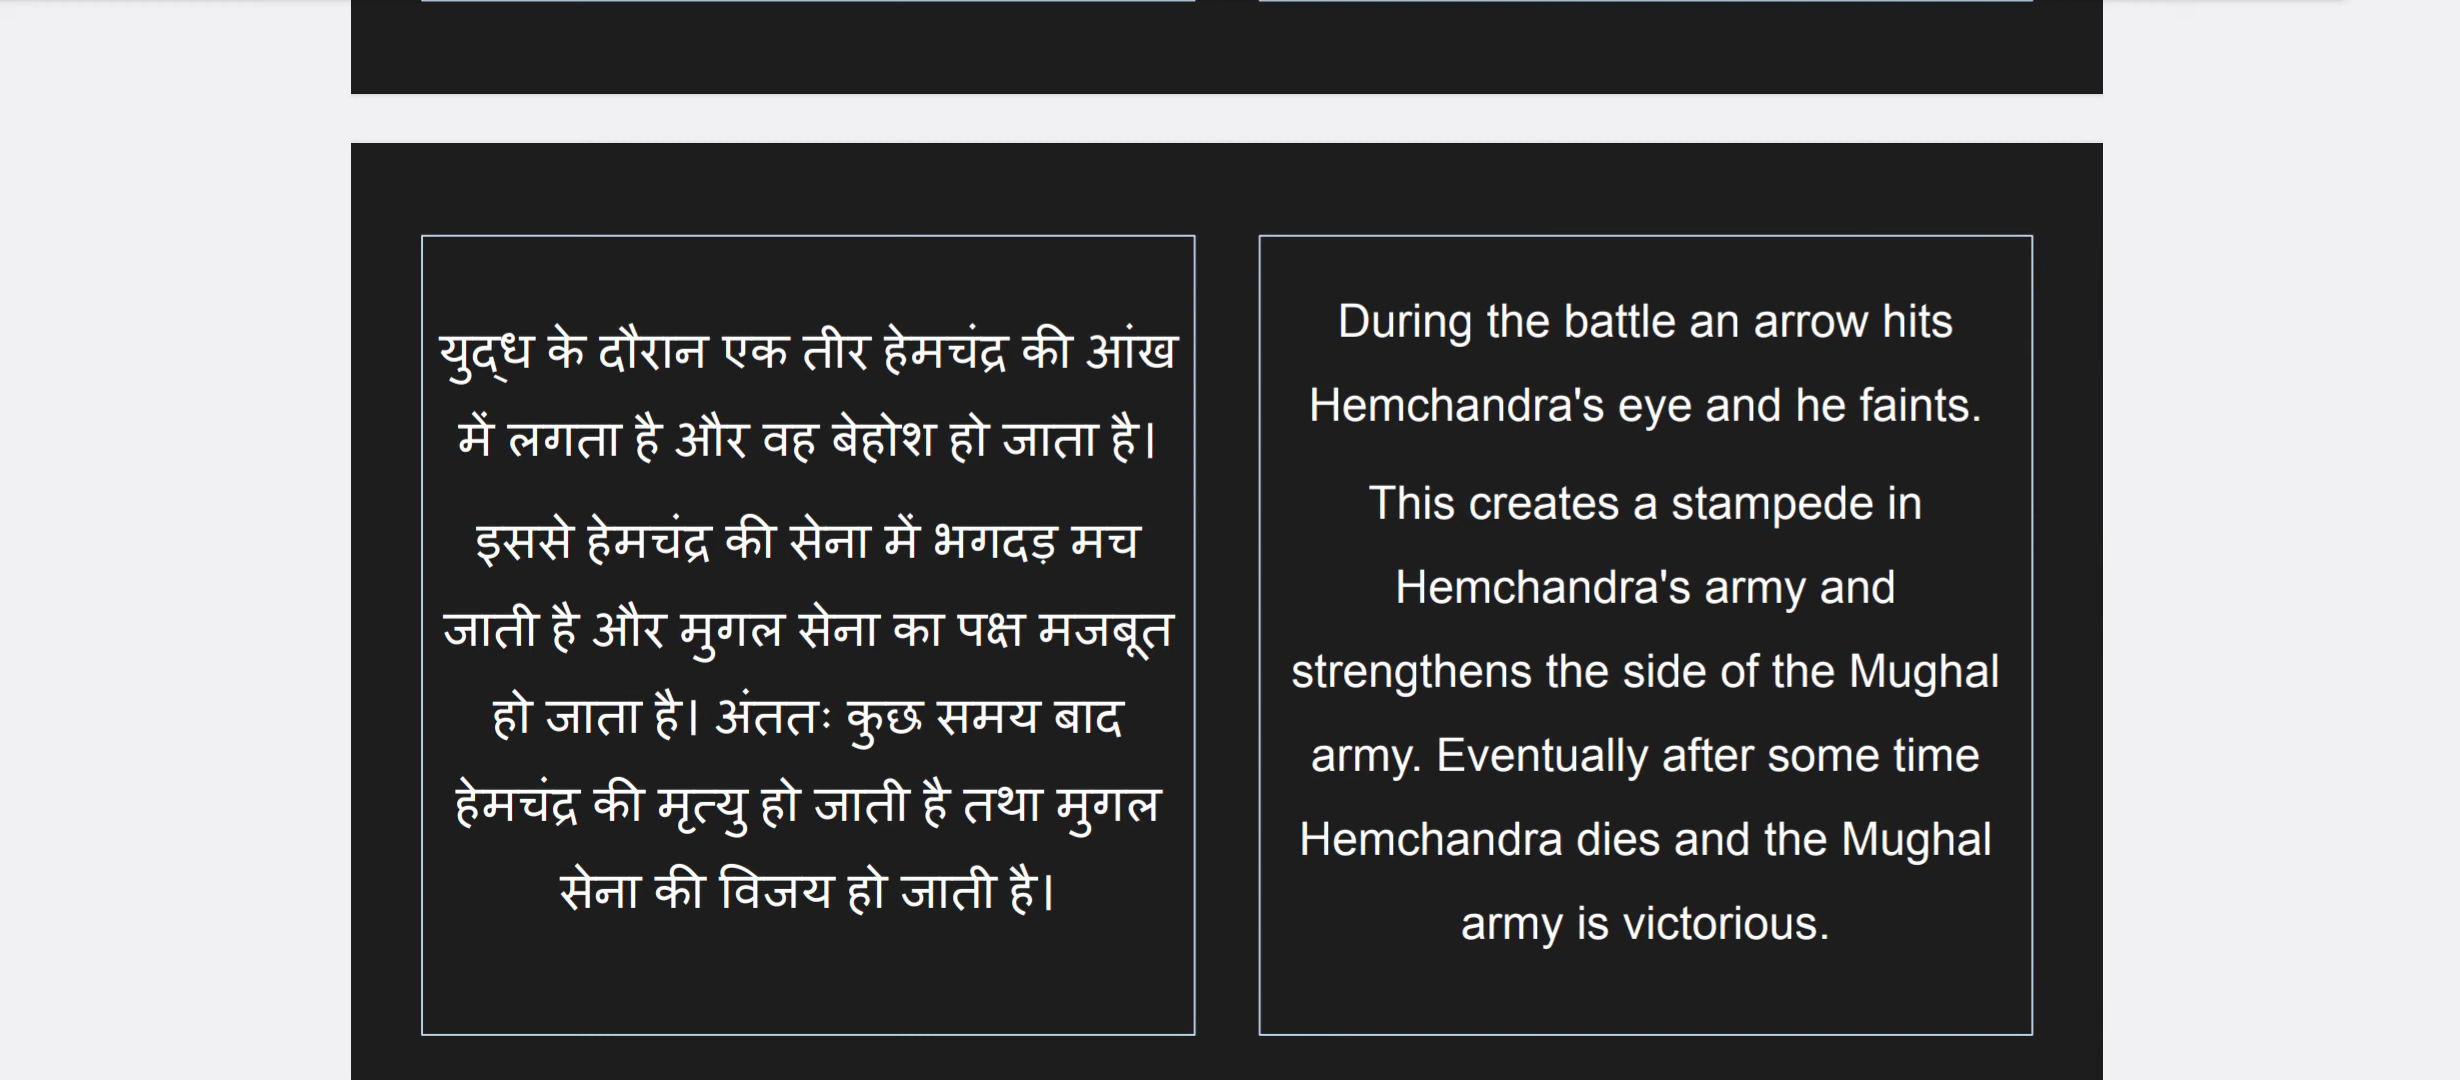 युद्ध के दौरान एक तीर हेमचंद्र की आंख
में लगता है और वह बेहोश हो जाता है।
इससे हेमचंद्र की सेना में भगदड़ मच
जाती है और मुगल सेना का पक्ष मजबूत
हो जाता है। अंततः कुछ समय बाद
हेमचंद्र की मृत्यु हो जाती है तथा मुगल
सेना की विजय हो जाती है।
During the battle an arrow hits
Hemchandra's eye and he faints.
This creates a stampede in
Hemchandra's army and
strengthens the side of the Mughal
army. Eventually after some time
Hemchandra dies and the Mughal
army is victorious.